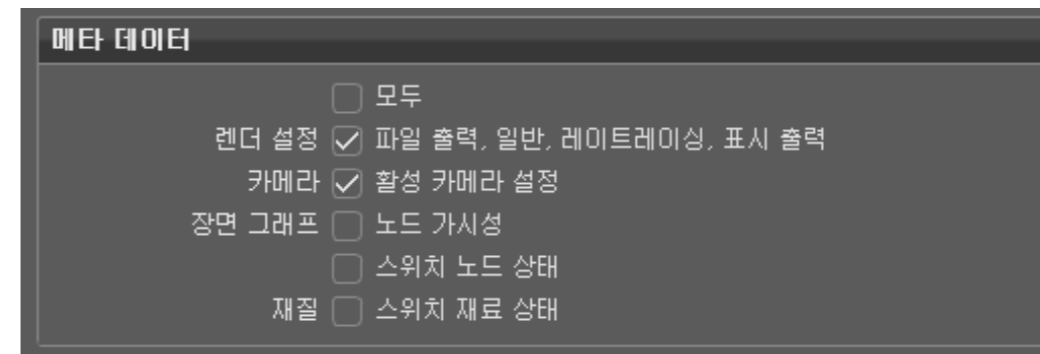 메타 데이터
모두
렌더 설정 파일 출력, 일반, 레이트레이싱, 표시 출력
카메라 활성 카메라 설정
장면 그래프 노드 가시성
스위치 노드 상태
재질 스위치 재료 상태